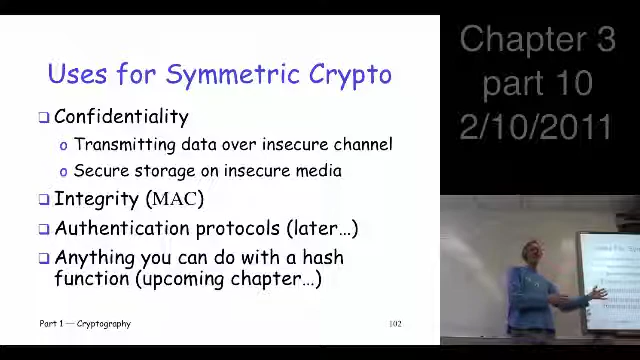 Uses for Symmetric Crypto
Confidentiality
o Transmitting data over insecure channel
o Secure storage on insecure media
Integrity (MAC)
Authentication protocols (later…)
Anything you can do with a hash
function (upcoming chapter…)
Part 1 — Cryptography
102
Chapter 3
part 10
2/10/2011